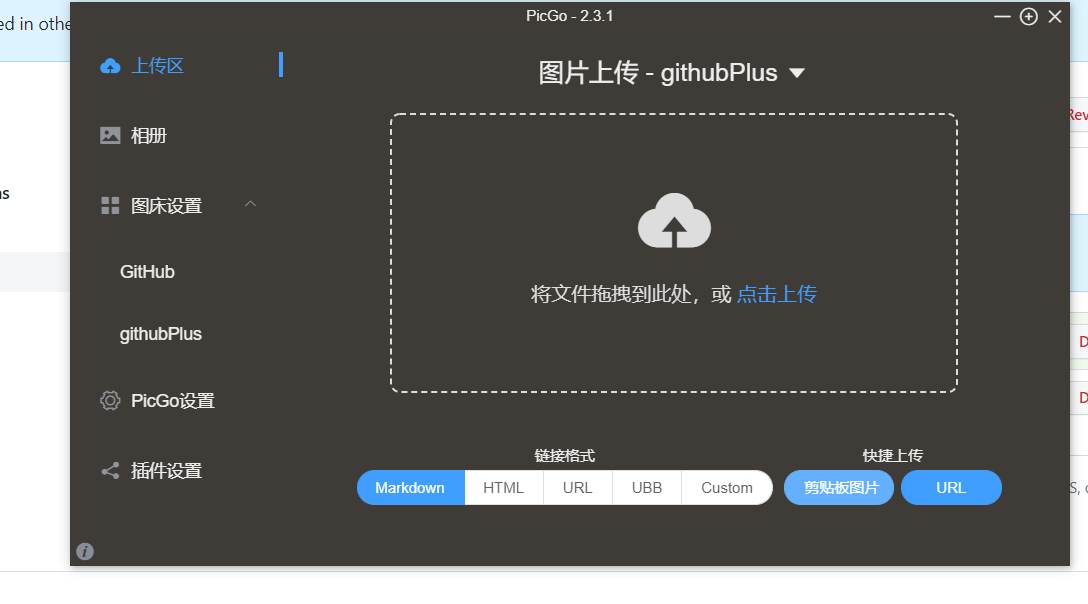 ed in othe
PicGo - 2.3.1
上传区
图片上传 - githubPlus
相册
Rev
ns
图床设置
GitHub
将文件拖拽到此处，或 点击上传
githubPlus
D
PicGo设置
D
链接格式
快捷上传
插件设置
Markdown
HTML
URL
UBB
Custom
剪贴板图片
URL
S, c